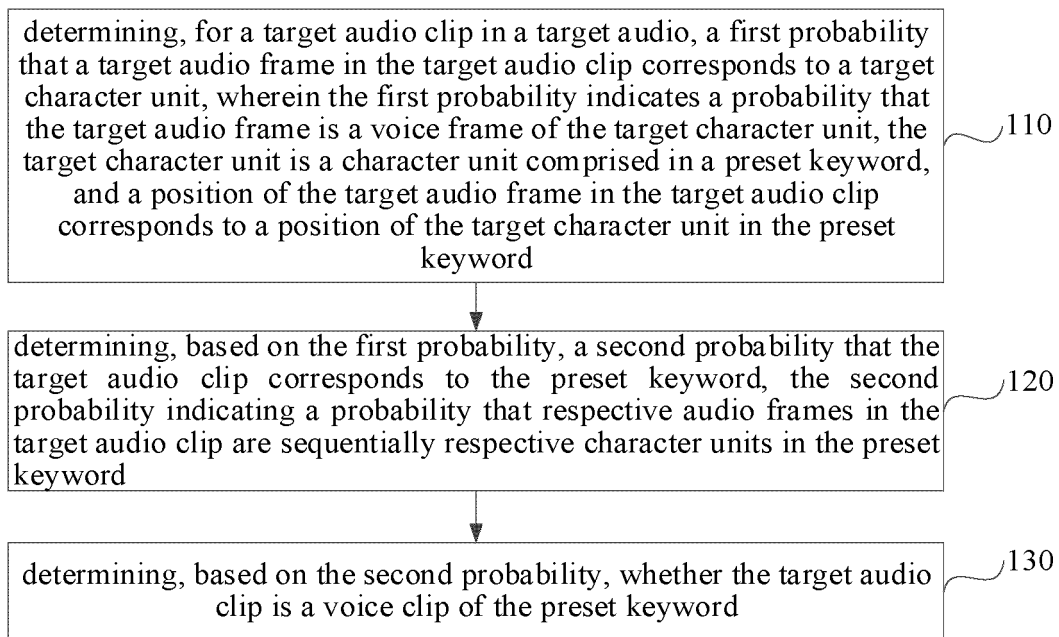 determining, for a target audio clip in a target audio, a first probability
that a target audio frame in the target audio clip corresponds to a target
character unit, wherein the first probability indicates a probability that
the target audio frame is a voice frame of the target character unit, the
target character unit is a character unit comprised in a preset keyword,
and a position of the target audio frame in the target audio clip
corresponds to a position of the target character unit in the preset
keyword
110
determining, based on the first probability, a second probability that the
target audio clip corresponds to the preset keyword, the second
probability indicating a probability that respective audio frames in the
target audio clip are sequentially respective character units in the preset
keyword
120
determining, based on the second probability, whether the target audio
clip is a voice clip of the preset keyword
130